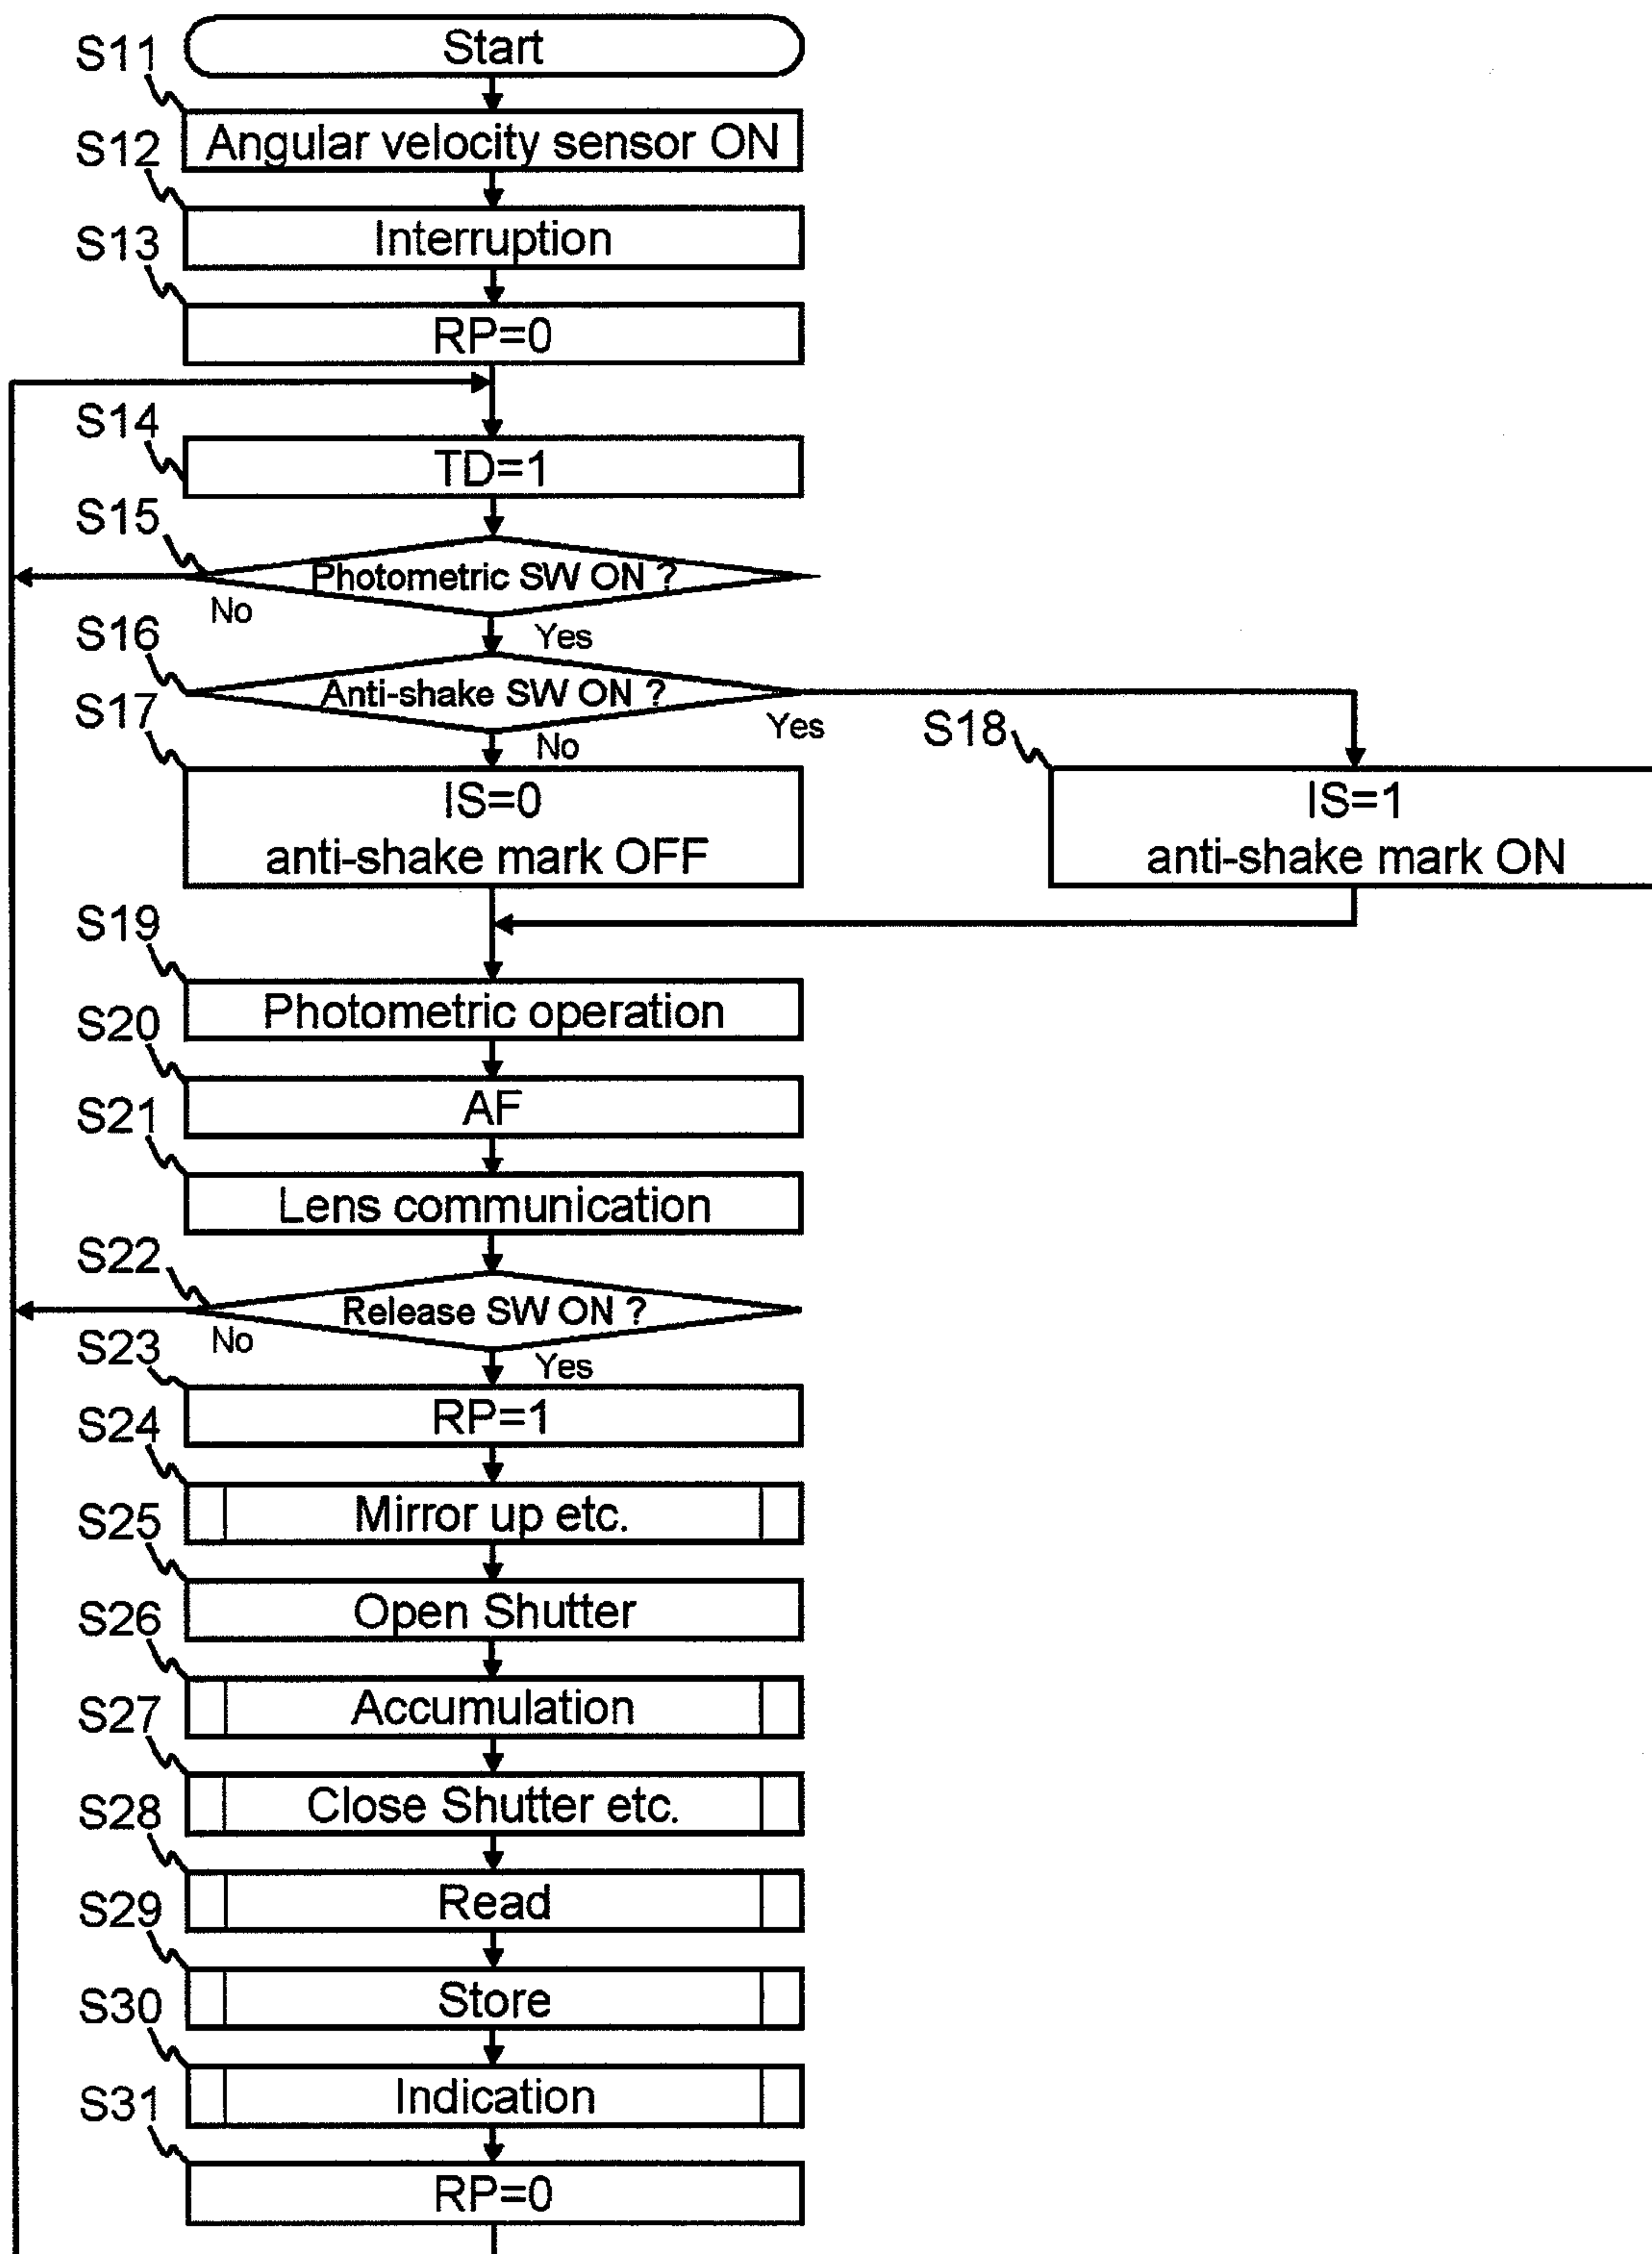 Start
S11
Angular velocity sensor ON
S12
Interruption
S13
RP=0
S14
TD=1
S15
Photometric SW ON ?
No
Yes
S16
Anti-shake SW ON ?
Yes
No
S17
IS=0
anti-shake mark OFF
S18
IS=1
anti-shake mark ON
S19
Photometric operation
S20
AF
S21
Lens communication
S22
Release SW ON ?
No
Yes
S23
RP=1
S24
Mirror up etc.
S25
Open Shutter
S26
Accumulation
S27
Close Shutter etc.
S28
Read
S29
Store
S30
Indication
S31
RP=0